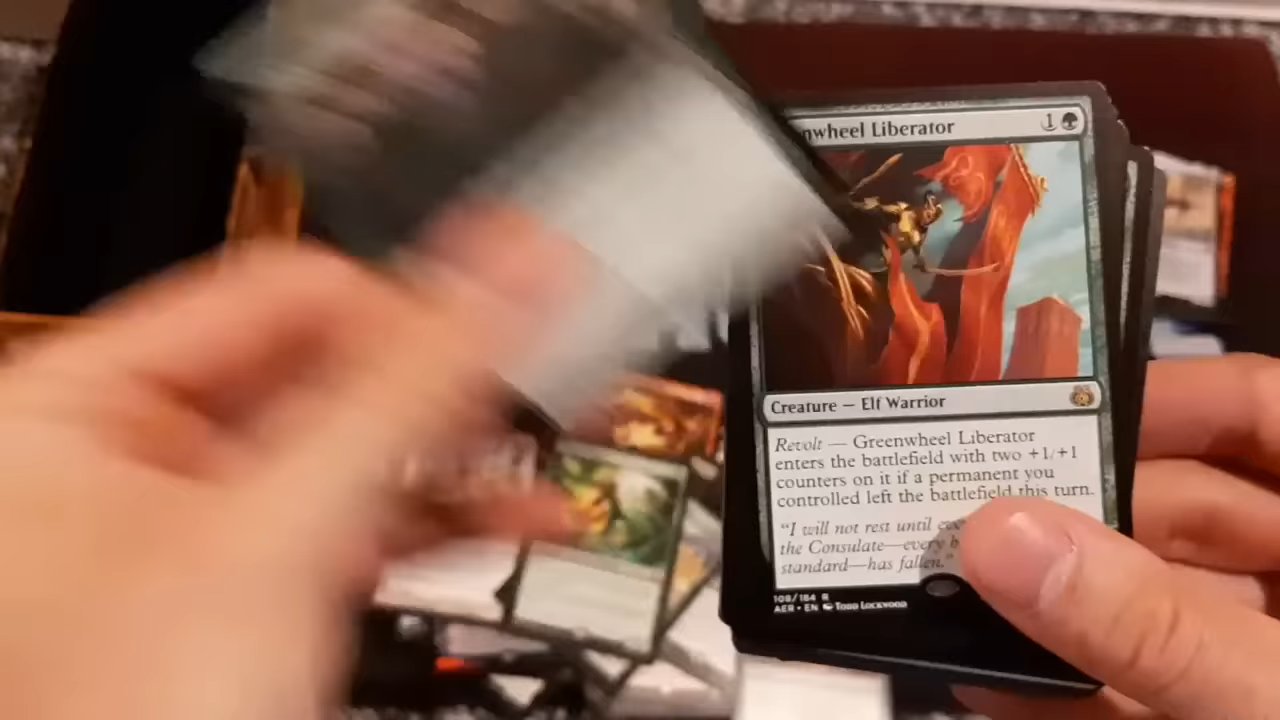 nwheel Liberator 1
Creature — Elf Warrior
Revolt — Greenwheel Liberator
enters the battlefield with two +1/+1
counters on it if a permanent you
controlled left the battlefield this turn.
"I will not rest until
the Consulate—every
standard—has fallen."
108/184 R
AER • EN Todd Lockwood